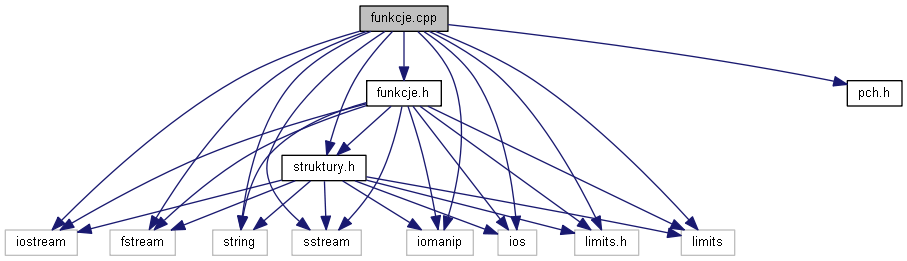 funkcje.cpp
funkcje.h
pch.h
struktury.h
iostream
fstream
string
sstream
iomanip
ios
limits.h
limits